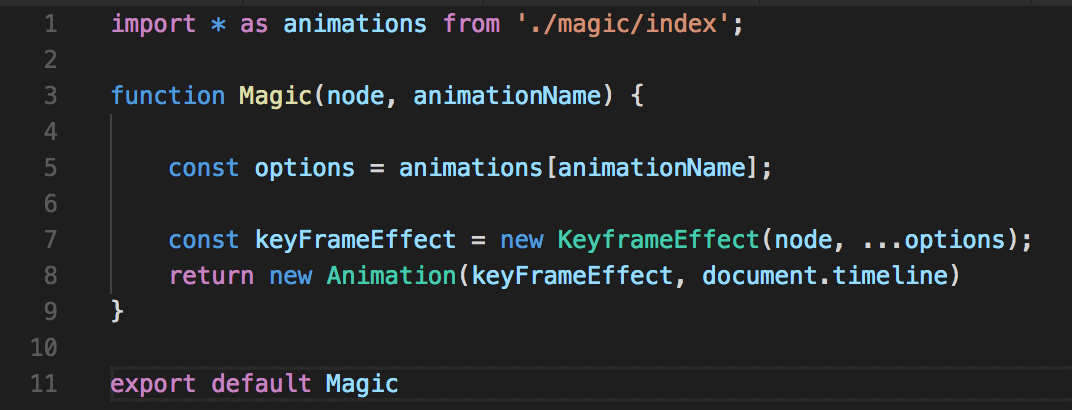 1 import * as animations from './magic/index';
2
3 function Magic(node, animationName) {
4
5 const options = animations[animationName];
6
7 const keyFrameEffect = new KeyframeEffect(node, ...options);
8 return new Animation(keyFrameEffect, document.timeline)
9 }
10
11 export default Magic